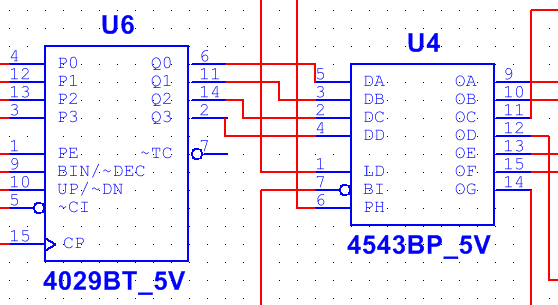 U6
4 P0 Q0 6
12 P1 Q1 11
13 P2 Q2 14
3 P3 Q3 2
1 PE ~TC 7
9 BIN/~DEC
10 UP/~DN
5 ~CI
15 CP
4029BT_5V
U4
5 DA OA 9
3 DB OB 10
2 DC OC 11
4 DD OD 12
OE 13
1 LD OF 15
7 BI OG 14
6 PH
4543BP_5V